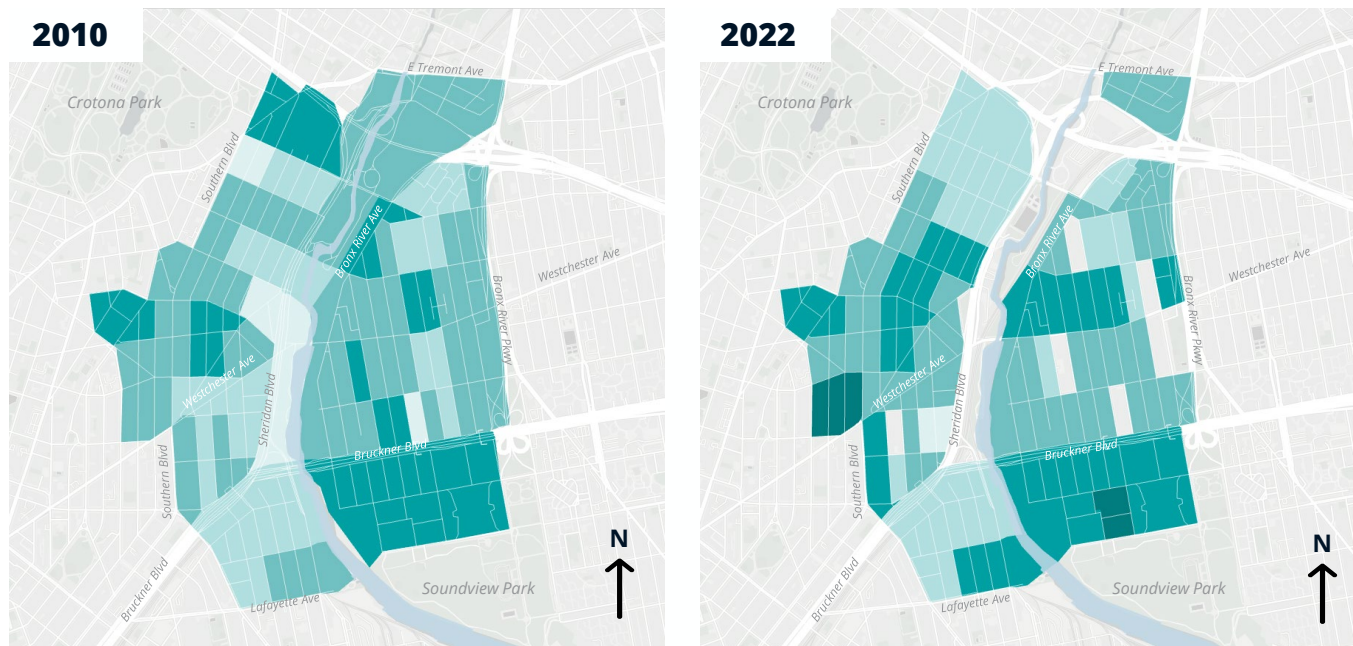 2010
E Tremont Ave
Crotona Park
Southern Blvd
Bronx River Ave
Westchester Ave
Bronx River Pkwy
Westchester Ave
Sheridan Blvd
Bruckner Blvd
Southern Blvd
N
Bruckner Blvd
Soundview Park
Lafayette Ave
2022
E Tremont Ave
Crotona Park
Southern Blvd
Bronx River Ave
Westchester Ave
Bronx River Pkwy
Westchester Ave
Sheridan Blvd
Bruckner Blvd
Southern Blvd
N
Bruckner Blvd
Soundview Park
Lafayette Ave